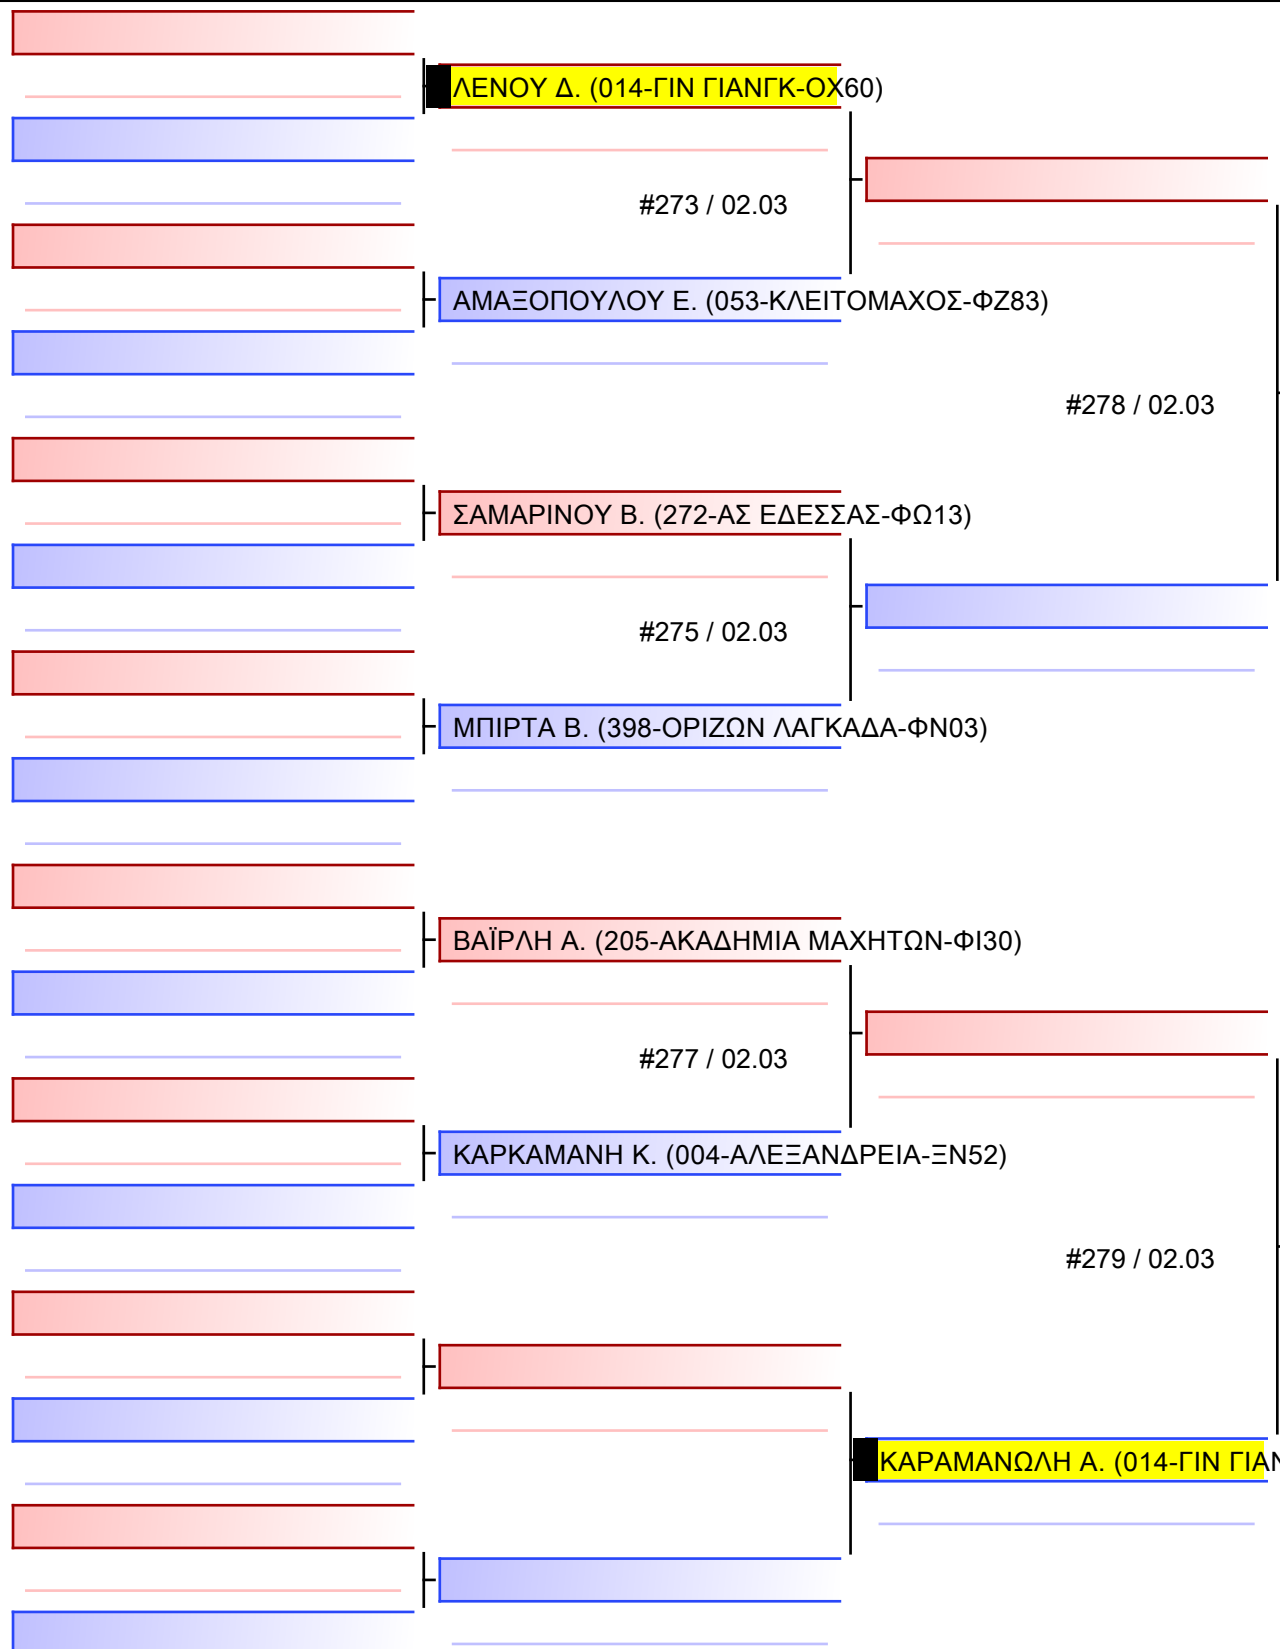 ΛΕΝΟΥ Δ. (014-ΓΙΝ ΓΙΑΝΓΚ-ΟΧ60)
#273 / 02.03
ΑΜΑΞΟΠΟΥΛΟΥ Ε. (053-ΚΛΕΙΤΟΜΑΧΟΣ-ΦΖ83)
#278 / 02.03
ΣΑΜΑΡΙΝΟΥ Β. (272-ΑΣ ΕΔΕΣΣΑΣ-ΦΩ13)
#275 / 02.03
ΜΠΙΡΤΑ Β. (398-ΟΡΙΖΩΝ ΛΑΓΚΑΔΑ-ΦΝ03)
ΒΑΪΡΛΗ Α. (205-ΑΚΑΔΗΜΙΑ ΜΑΧΗΤΩΝ-ΦΙ30)
#277 / 02.03
ΚΑΡΚΑΜΑΝΗ Κ. (004-ΑΛΕΞΑΝΔΡΕΙΑ-ΞΝ52)
#279 / 02.03
ΚΑΡΑΜΑΝΩΛΗ Α. (014-ΓΙΝ ΓΙΑΝ